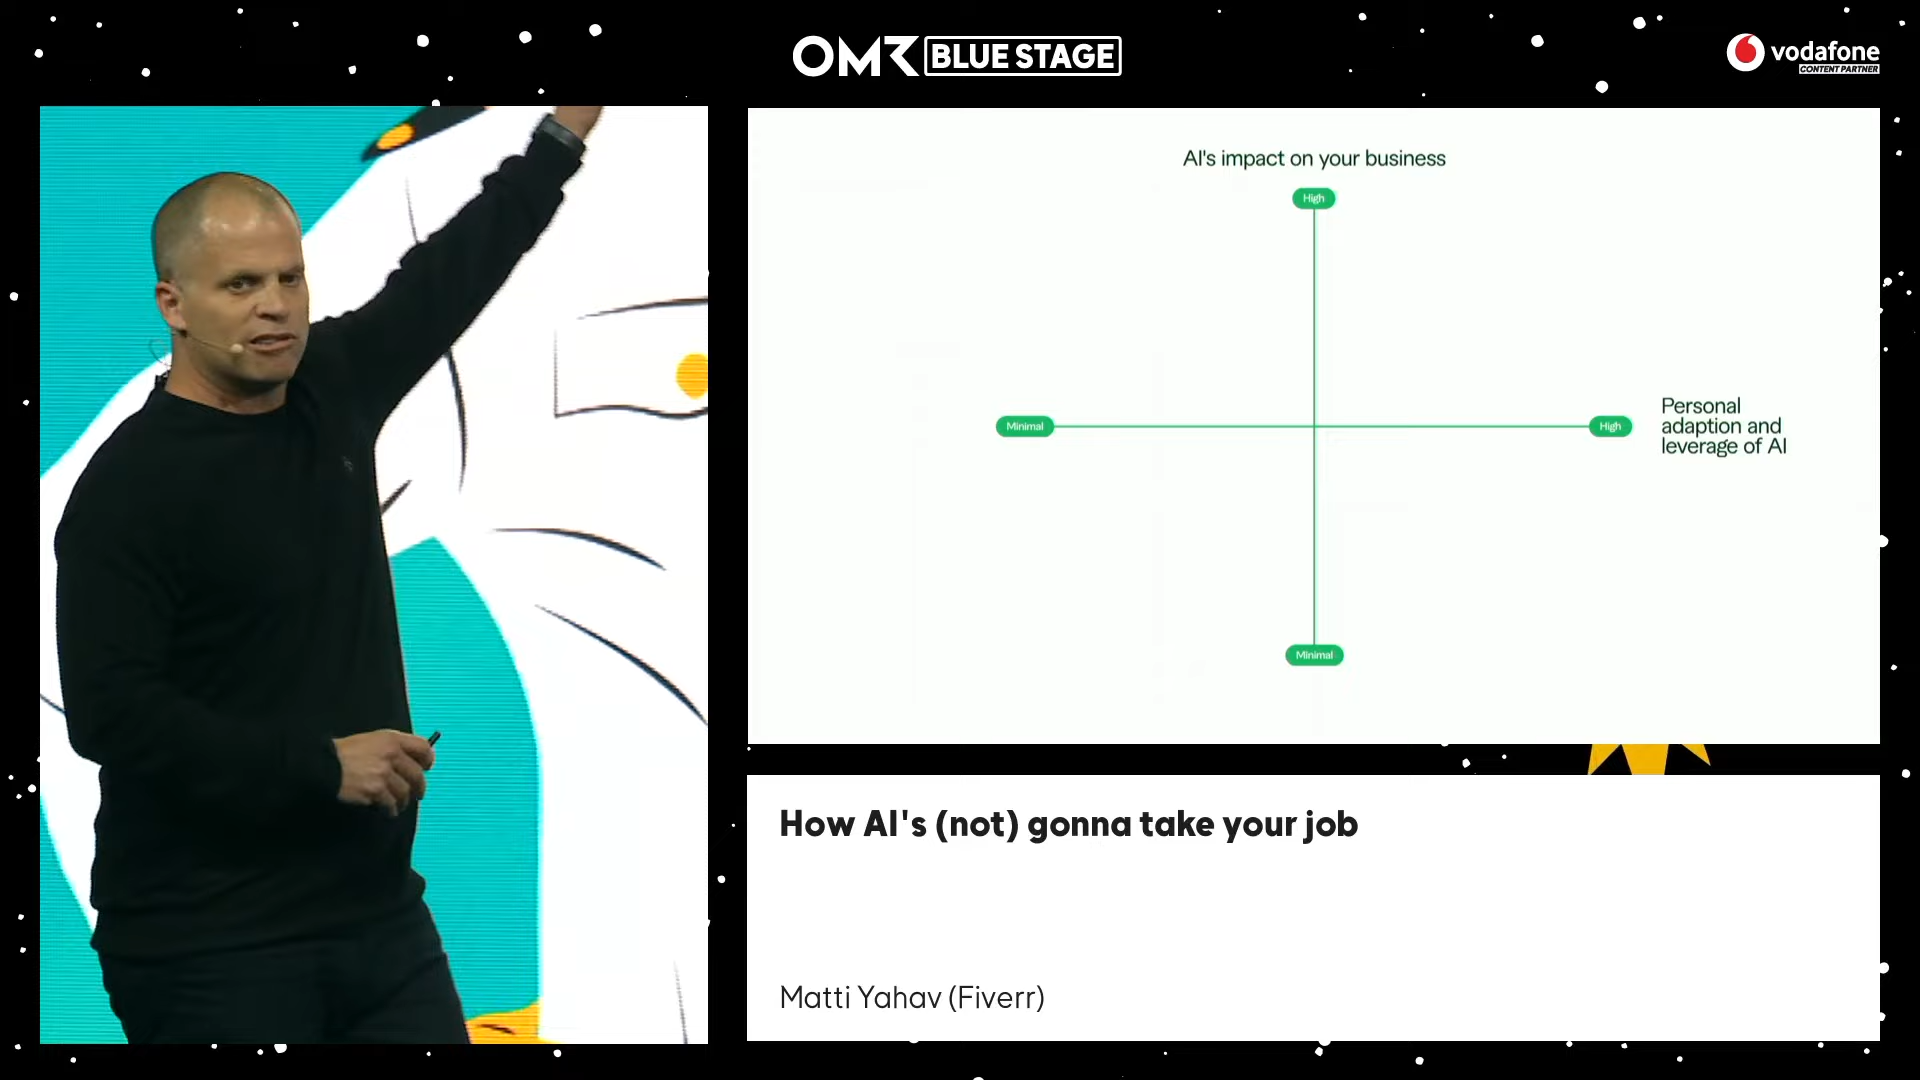 OMR BLUE STAGE
vodafone
CONTENT PARTNER
AI's impact on your business
High
Minimal
High
Personal
adaption and
leverage of AI
Minimal
How AI's (not) gonna take your job
Matti Yahav (Fiverr)